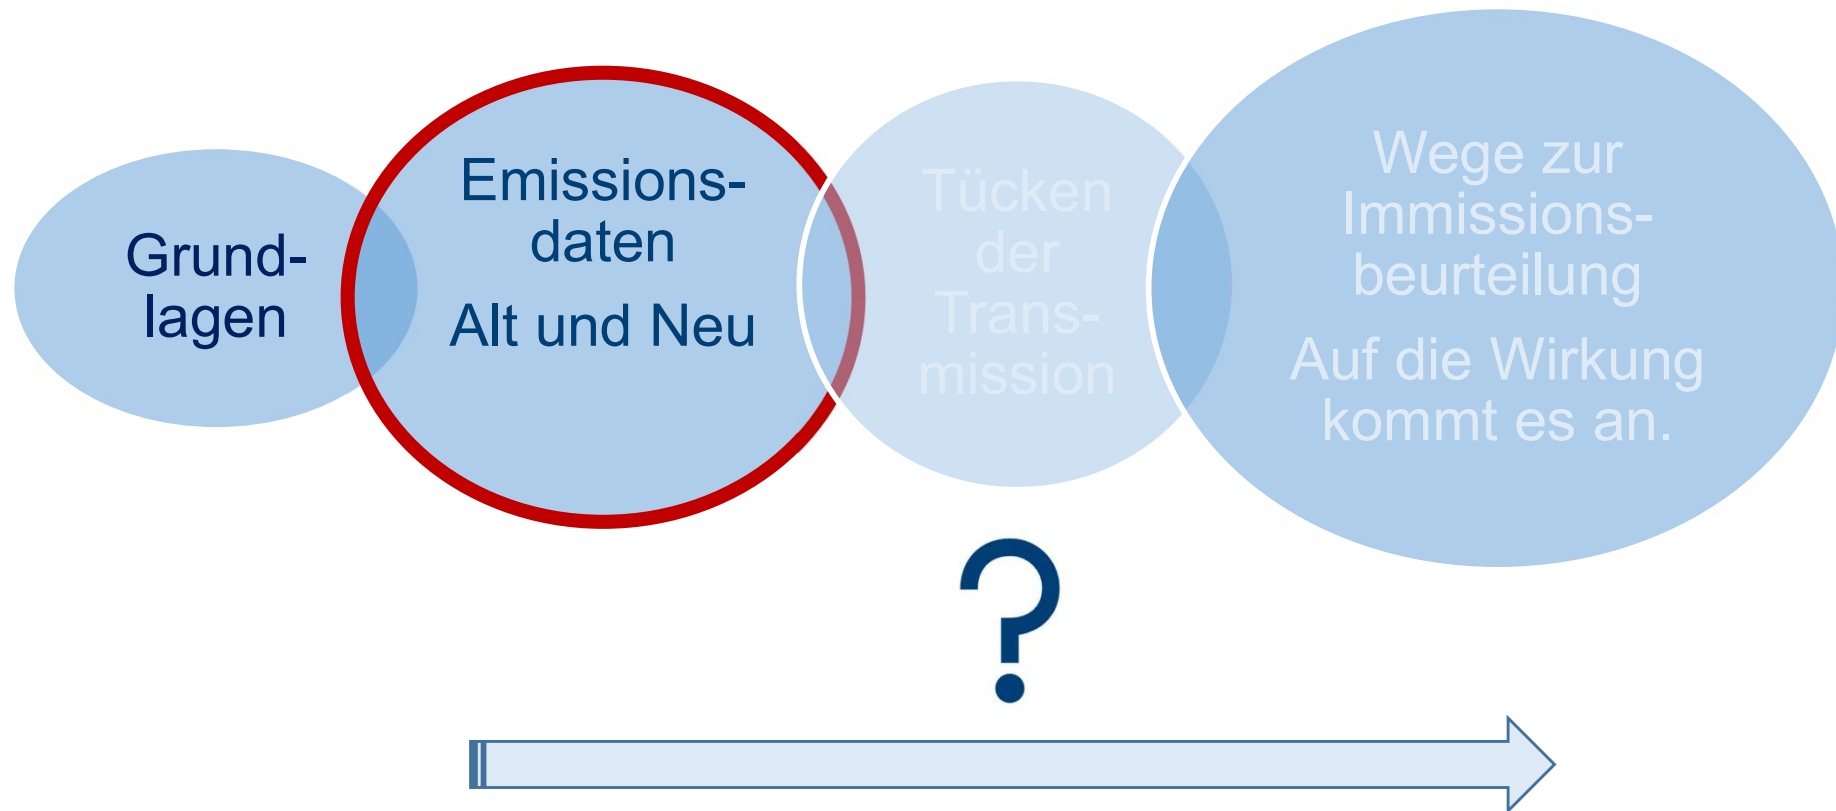 Grund-
lagen
Emissions-
daten
Alt und Neu
Tücken
der
Trans-
mission
Wege zur
Immissions-
beurteilung
Auf die Wirkung
kommt es an.
?